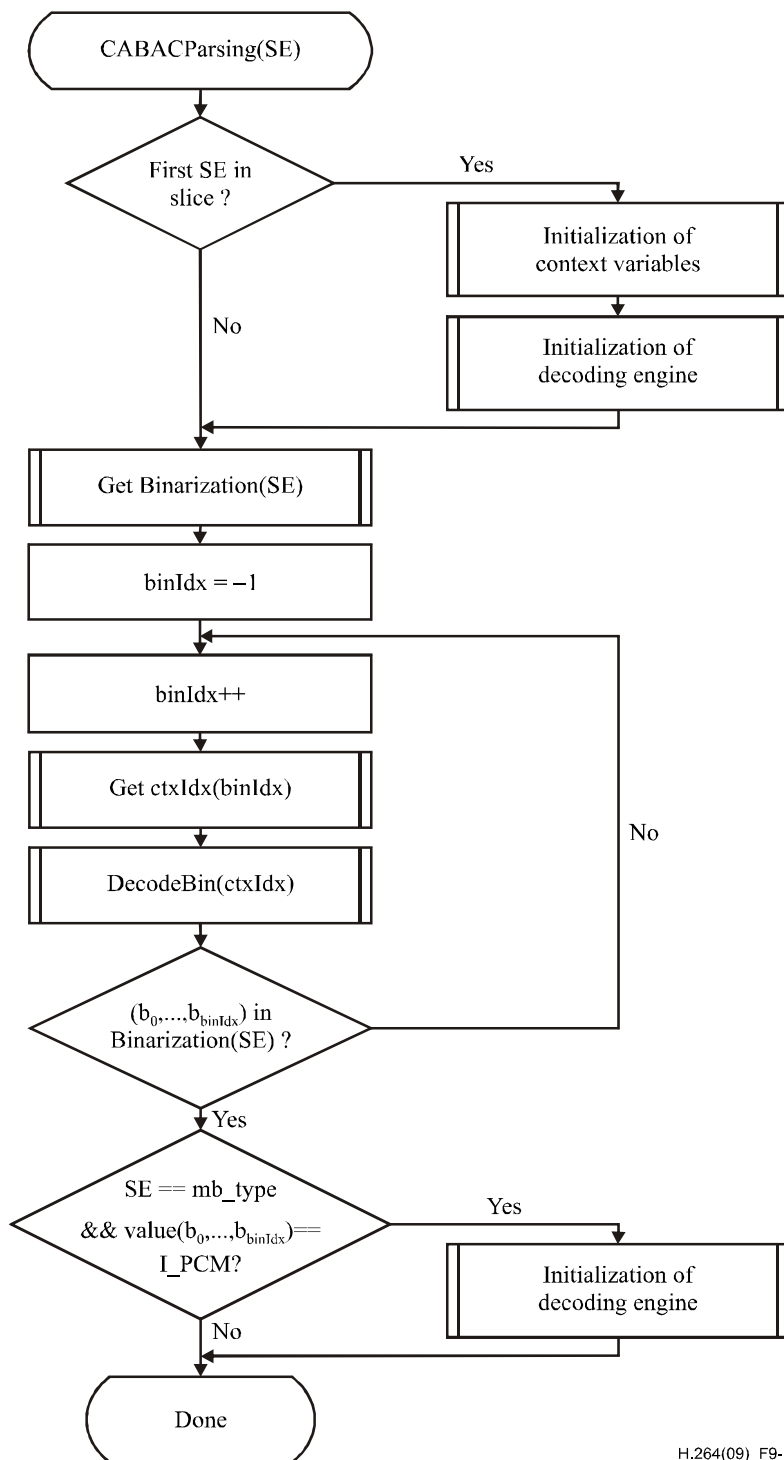 CABACParsing(SE)
First SE in
slice ?
Yes
Initialization of
context variables
No
Initialization of
decoding engine
Get Binarization(SE)
binIdx = –1
binIdx++
Get ctxIdx(binIdx)
No
DecodeBin(ctxIdx)
(b0,...,bbinIdx) in
Binarization(SE) ?
Yes
SE == mb_type
&& value(b0,...,bbinIdx)==
I_PCM?
Yes
Initialization of
decoding engine
No
Done
H.264(09)_F9-